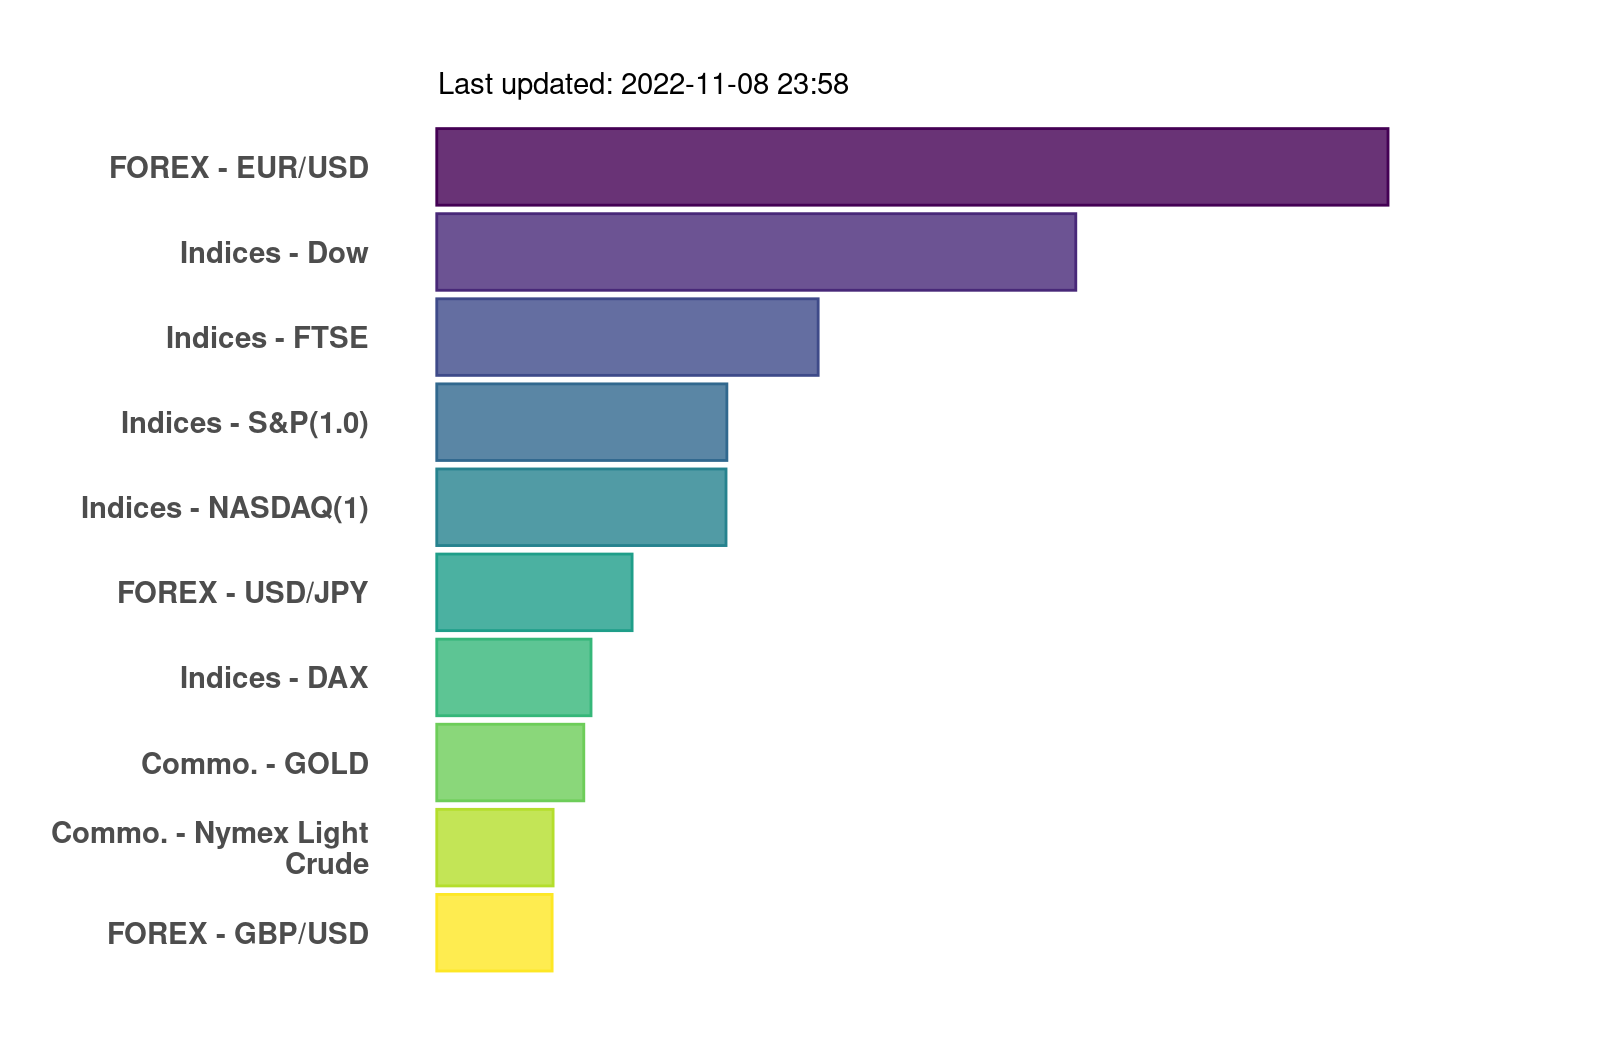 Last updated: 2022-11-08 23:58
FOREX - EUR/USD
Indices - Dow
Indices - FTSE
Indices - S&P(1.0)
Indices - NASDAQ(1)
FOREX - USD/JPY
Indices - DAX
Commo. - GOLD
Commo. - Nymex Light
Crude
FOREX - GBP/USD